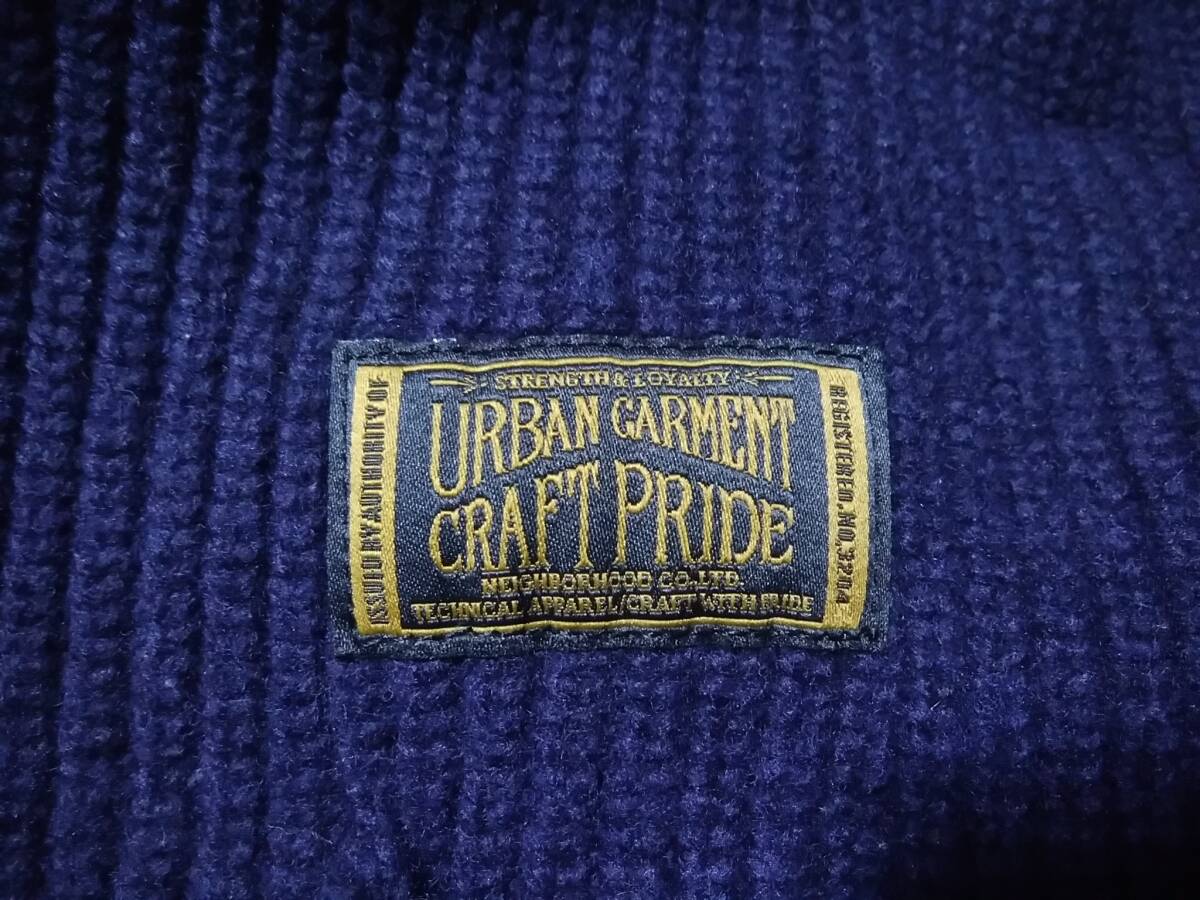 STRENGTH & LOYALTY
URBAN GARMENT
CRAFT PRIDE
NEIGHBORHOOD CO., LTD.
TECHNICAL APPAREL/CRAFT WITH PRIDE
ISSUED BY AUTHORITY OF
REGISTERED.NO,3204